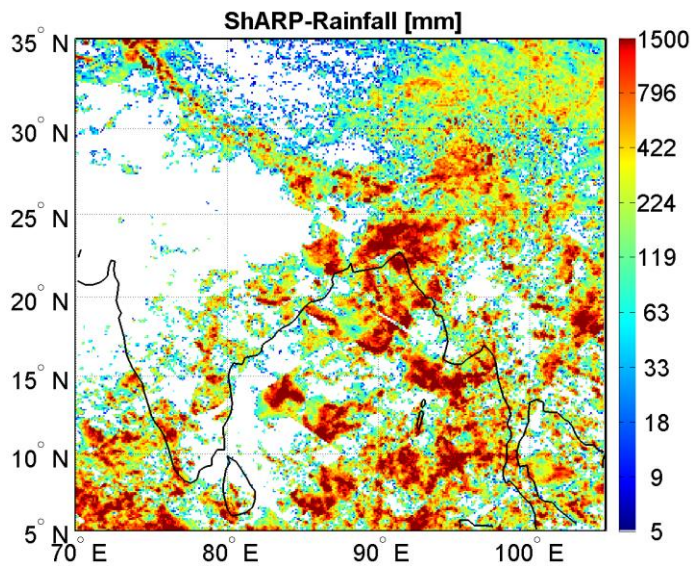 ShARP-Rainfall [mm]
35° N
30° N
25° N
20° N
15° N
10° N
5° N
70° E
80° E
90° E
100° E
1500
796
422
224
119
63
33
18
9
5